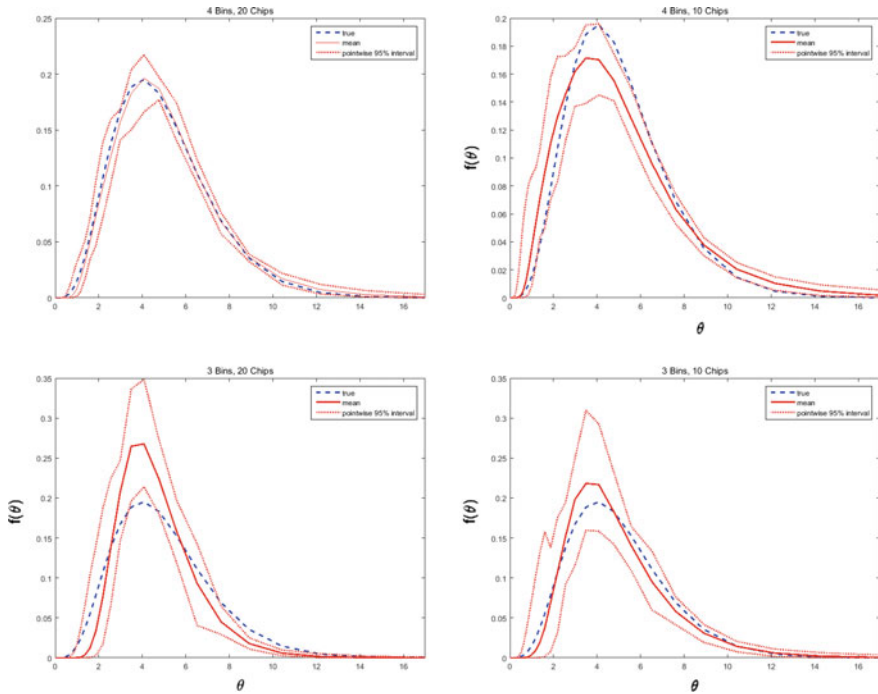 4 Bins, 20 Chips
0.25
0.2
0.15
0.1
0.05
0
0 2 4 6 8 10 12 14 16
true
mean
pointwise 95% interval
4 Bins, 10 Chips
0.2
0.18
0.16
0.14
0.12
0.1
0.08
0.06
0.04
0.02
0
f(θ)
0 2 4 6 8 10 12 14 16
θ
true
mean
pointwise 95% interval
3 Bins, 20 Chips
0.35
0.3
0.25
0.2
0.15
0.1
0.05
0
f(θ)
0 2 4 6 8 10 12 14 16
θ
true
mean
pointwise 95% interval
3 Bins, 10 Chips
0.35
0.3
0.25
0.2
0.15
0.1
0.05
0
f(θ)
0 2 4 6 8 10 12 14 16
θ
true
mean
pointwise 95% interval